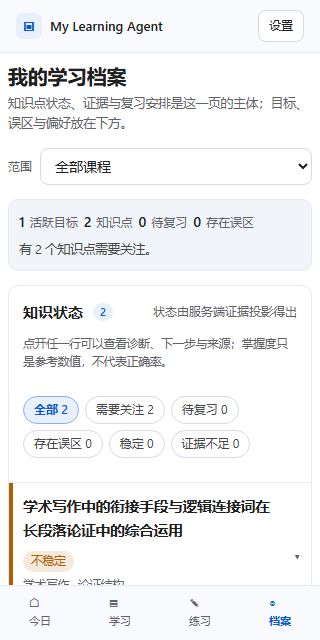 My Learning Agent
设置
我的学习档案
知识点状态、证据与复习安排是这一页的主体；目标、
误区与偏好放在下方。
范围
全部课程
1 活跃目标 2 知识点 0 待复习 0 存在误区
有 2 个知识点需要关注。
知识状态 2 状态由服务端证据投影得出
点开任一行可以查看诊断、下一步与来源；掌握度只
是参考数值，不代表正确率。
全部 2 需要关注 2 待复习 0
存在误区 0 稳定 0 证据不足 0
学术写作中的衔接手段与逻辑连接词在
长段落论证中的综合运用
不稳定
学术写作 · 论证结构
今日 学习 练习 档案